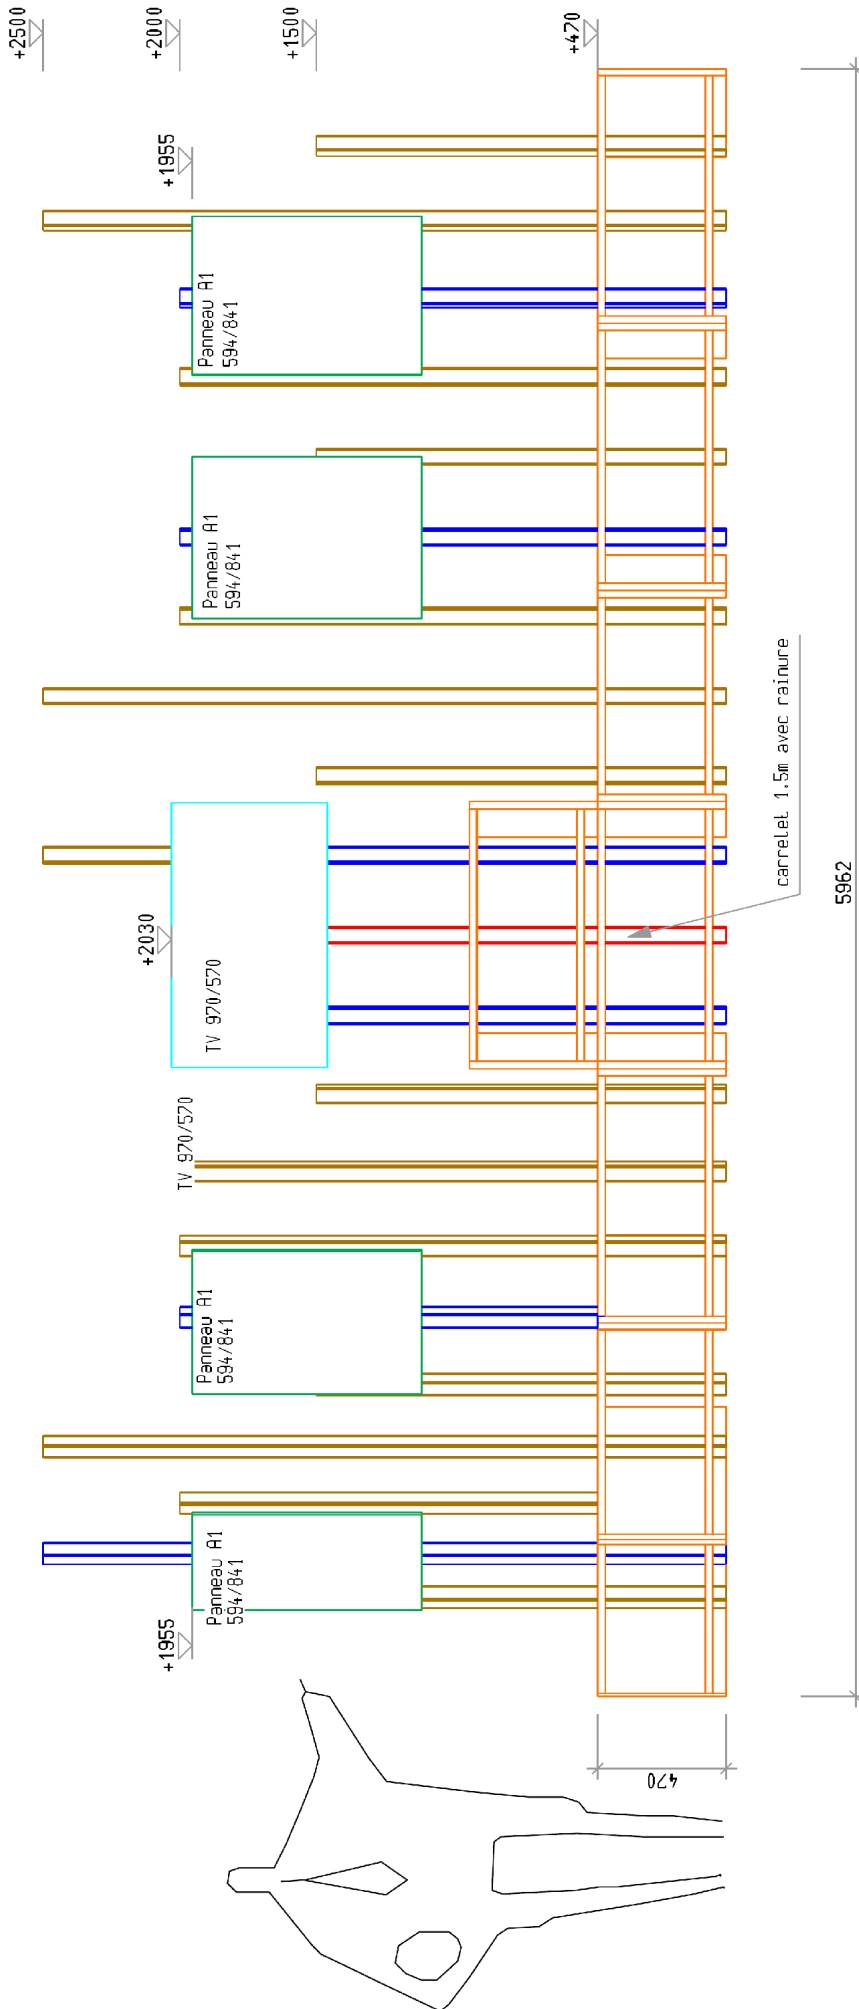 +2500
+2000
+1500
+470
+1955
Panneau A1
594/841
Panneau A1
594/841
carrelet 1.5m avec rainure
5962
+2030
TV 970/570
TV 970/570
Panneau A1
594/841
Panneau A1
594/841
+1955
470